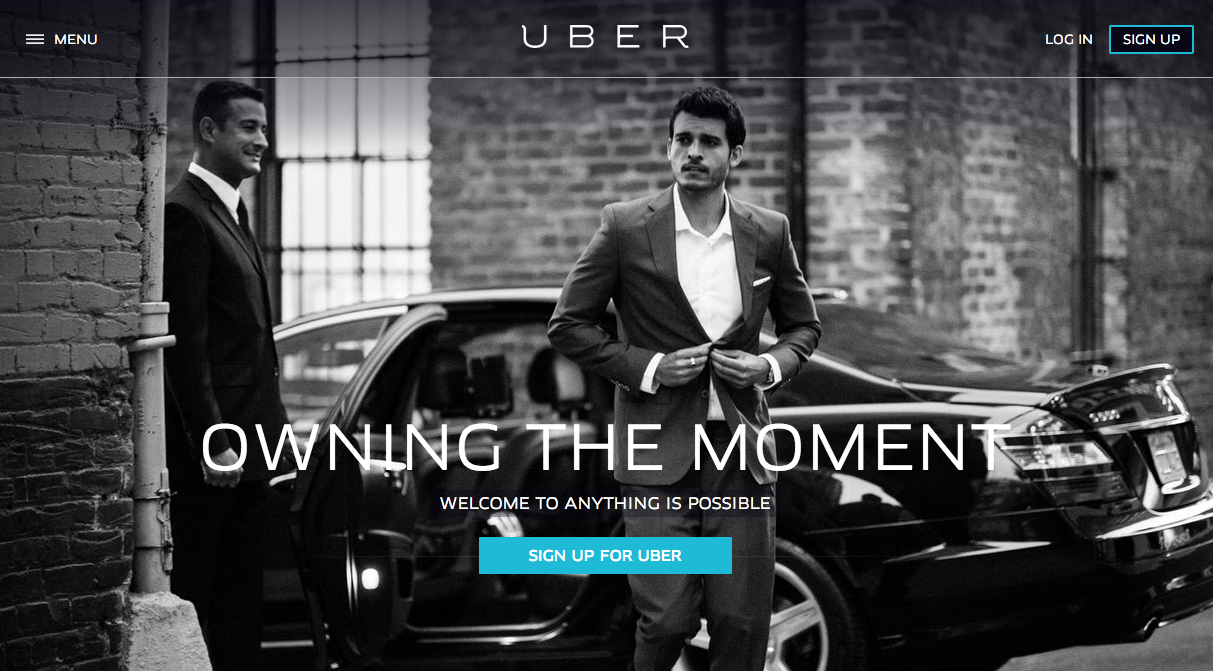 MENU
UBER
LOG IN
SIGN UP
OWNING THE MOMENT
WELCOME TO ANYTHING IS POSSIBLE
SIGN UP FOR UBER